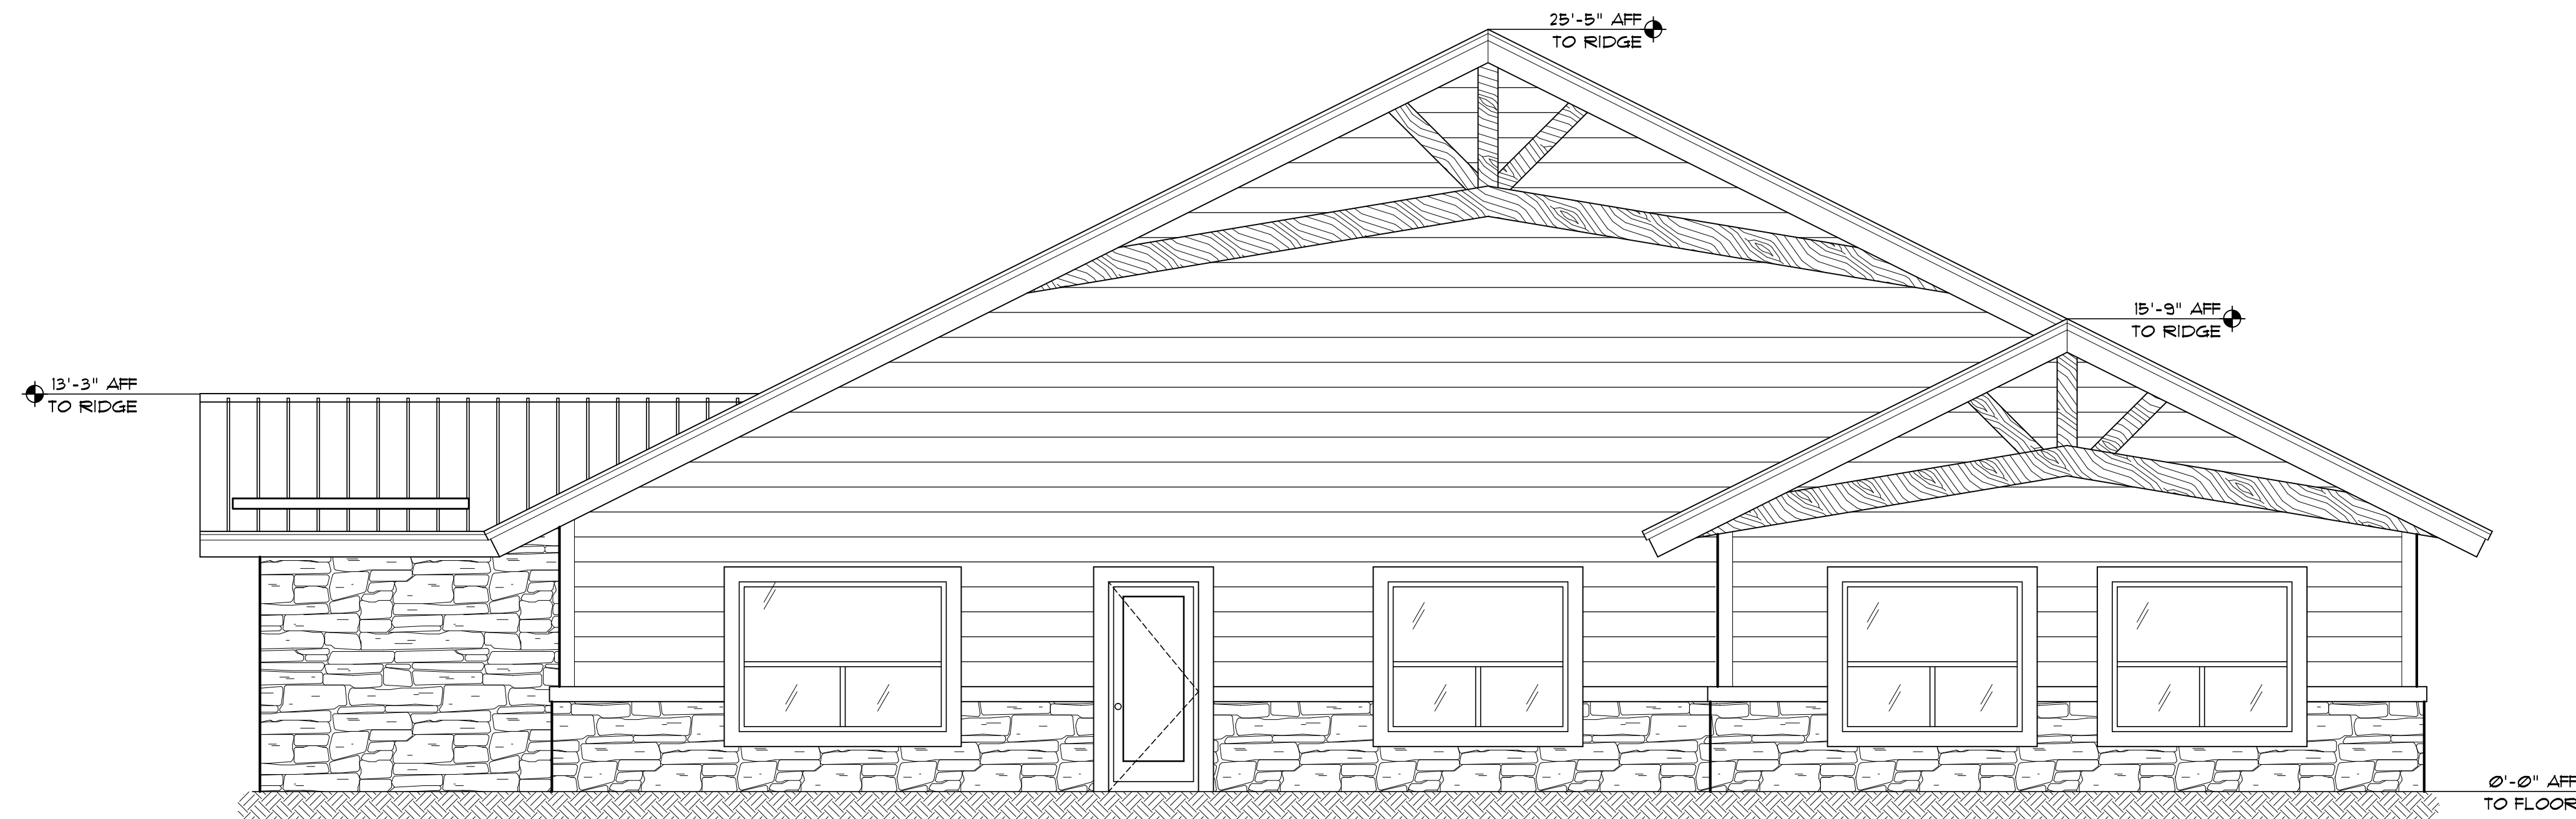 25'-5" AFF
TO RIDGE
15'-9" AFF
TO RIDGE
13'-3" AFF
TO RIDGE
0'-0" AFF
TO FLOOR